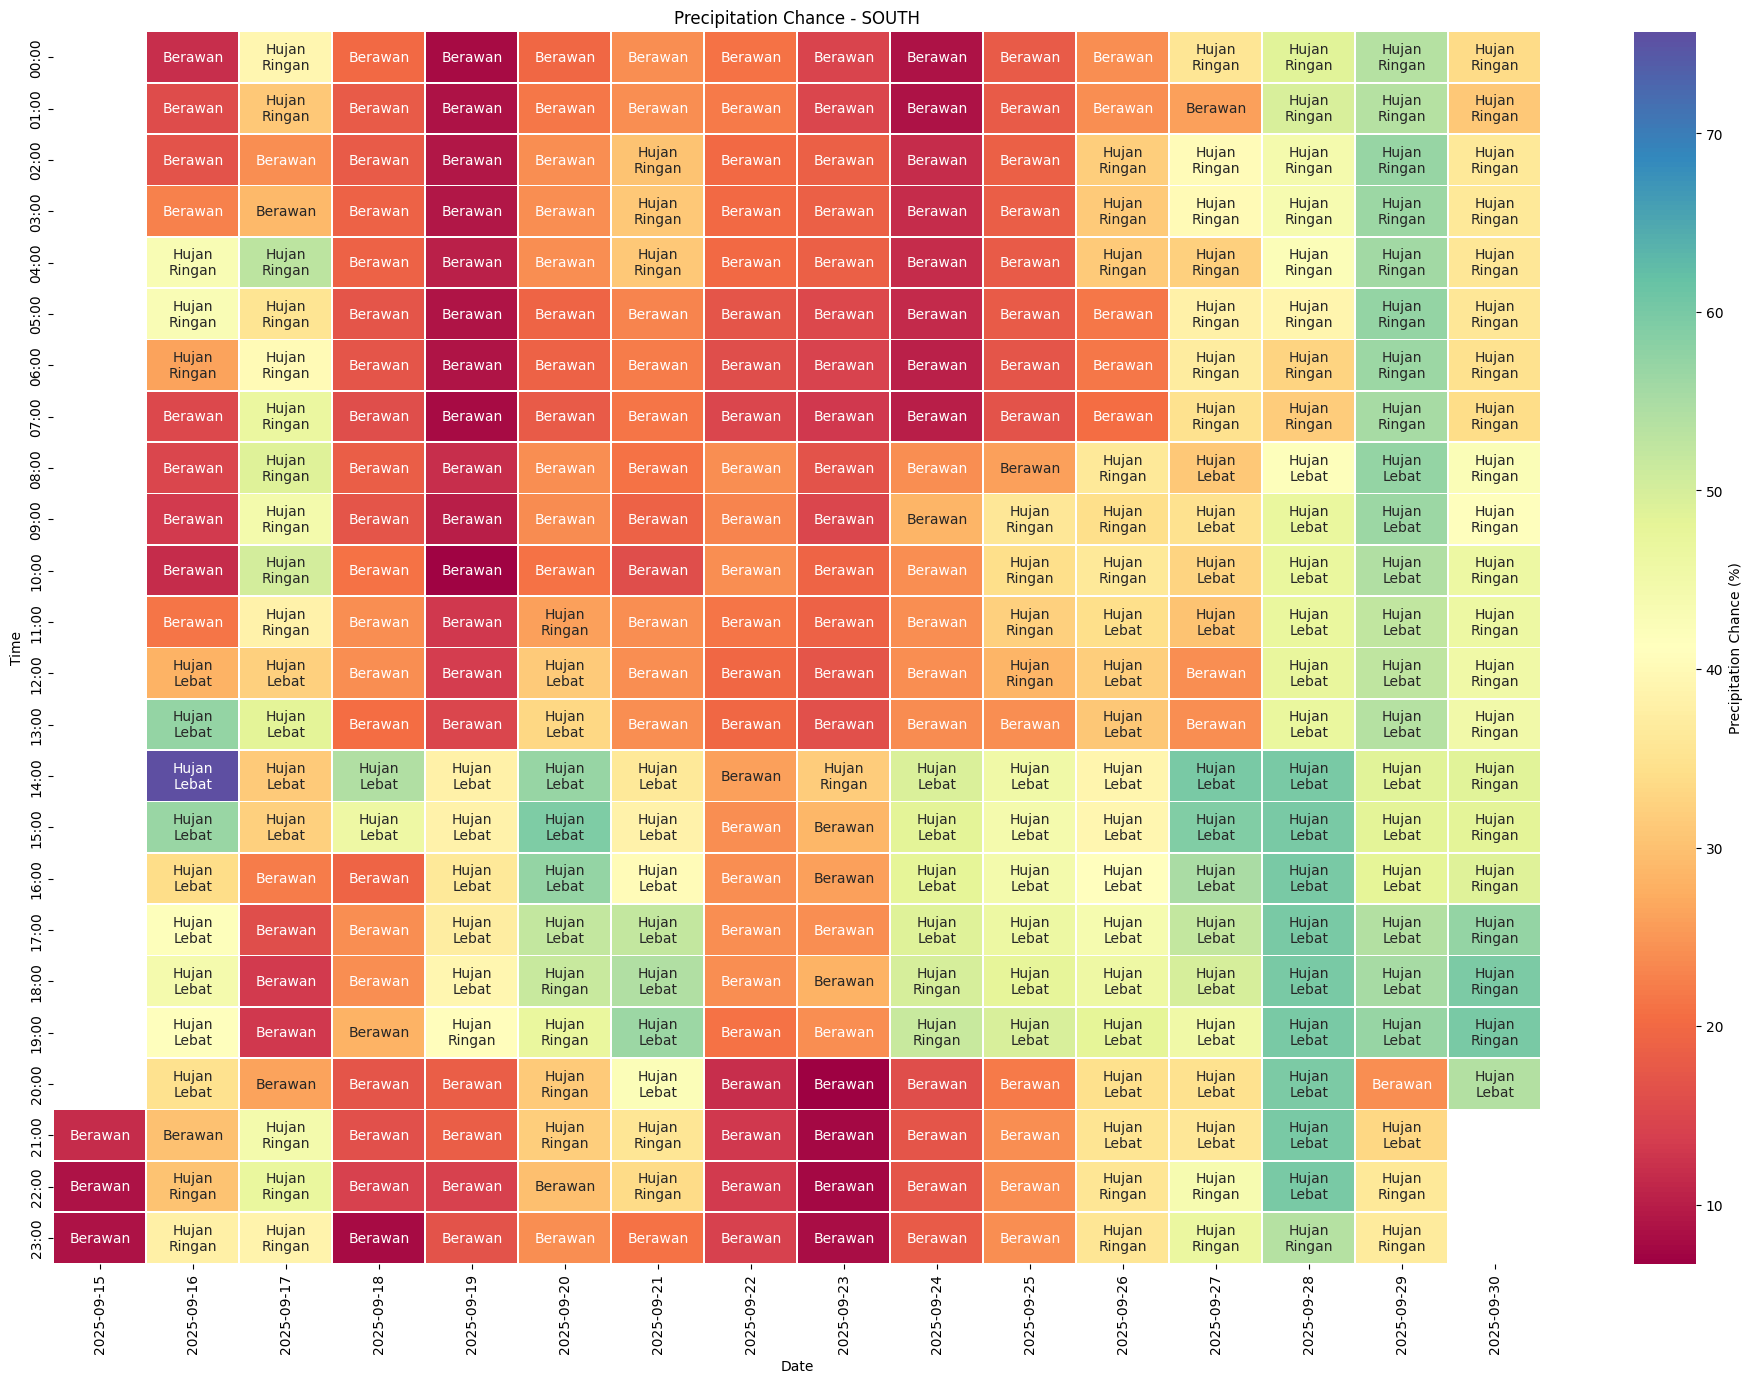 Precipitation Chance - SOUTH
00:00 Berawan Hujan Ringan Berawan Berawan Berawan Berawan Berawan Berawan Berawan Berawan Berawan Hujan Ringan Hujan Ringan Hujan Ringan Hujan Ringan
01:00 Berawan Hujan Ringan Berawan Berawan Berawan Berawan Berawan Berawan Berawan Berawan Berawan Berawan Hujan Ringan Hujan Ringan Hujan Ringan
02:00 Berawan Berawan Berawan Berawan Berawan Hujan Ringan Berawan Berawan Berawan Berawan Hujan Ringan Hujan Ringan Hujan Ringan Hujan Ringan Hujan Ringan
03:00 Berawan Berawan Berawan Berawan Berawan Hujan Ringan Berawan Berawan Berawan Berawan Hujan Ringan Hujan Ringan Hujan Ringan Hujan Ringan Hujan Ringan
04:00 Hujan Ringan Hujan Ringan Berawan Berawan Berawan Hujan Ringan Berawan Berawan Berawan Berawan Hujan Ringan Hujan Ringan Hujan Ringan Hujan Ringan Hujan Ringan
05:00 Hujan Ringan Hujan Ringan Berawan Berawan Berawan Berawan Berawan Berawan Berawan Berawan Berawan Hujan Ringan Hujan Ringan Hujan Ringan Hujan Ringan
06:00 Hujan Ringan Hujan Ringan Berawan Berawan Berawan Berawan Berawan Berawan Berawan Berawan Berawan Hujan Ringan Hujan Ringan Hujan Ringan Hujan Ringan
07:00 Berawan Hujan Ringan Berawan Berawan Berawan Berawan Berawan Berawan Berawan Berawan Berawan Hujan Ringan Hujan Ringan Hujan Ringan Hujan Ringan
08:00 Berawan Hujan Ringan Berawan Berawan Berawan Berawan Berawan Berawan Berawan Berawan Hujan Ringan Hujan Lebat Hujan Lebat Hujan Lebat Hujan Ringan
09:00 Berawan Hujan Ringan Berawan Berawan Berawan Berawan Berawan Berawan Berawan Hujan Ringan Hujan Ringan Hujan Lebat Hujan Lebat Hujan Lebat Hujan Ringan
10:00 Berawan Hujan Ringan Berawan Berawan Berawan Berawan Berawan Berawan Berawan Hujan Ringan Hujan Ringan Hujan Lebat Hujan Lebat Hujan Lebat Hujan Ringan
11:00 Berawan Hujan Ringan Berawan Berawan Hujan Ringan Berawan Berawan Berawan Berawan Hujan Ringan Hujan Lebat Hujan Lebat Hujan Lebat Hujan Lebat Hujan Ringan
12:00 Hujan Lebat Hujan Lebat Berawan Berawan Hujan Lebat Berawan Berawan Berawan Berawan Hujan Ringan Hujan Lebat Berawan Hujan Lebat Hujan Lebat Hujan Ringan
13:00 Hujan Lebat Hujan Lebat Berawan Berawan Hujan Lebat Berawan Berawan Berawan Berawan Berawan Hujan Lebat Berawan Hujan Lebat Hujan Lebat Hujan Ringan
14:00 Hujan Lebat Hujan Lebat Hujan Lebat Hujan Lebat Hujan Lebat Hujan Lebat Berawan Hujan Ringan Hujan Lebat Hujan Lebat Hujan Lebat Hujan Lebat Hujan Lebat Hujan Lebat Hujan Ringan
15:00 Hujan Lebat Hujan Lebat Hujan Lebat Hujan Lebat Hujan Lebat Hujan Lebat Berawan Berawan Hujan Lebat Hujan Lebat Hujan Lebat Hujan Lebat Hujan Lebat Hujan Lebat Hujan Ringan
16:00 Hujan Lebat Berawan Berawan Hujan Lebat Hujan Lebat Hujan Lebat Berawan Berawan Hujan Lebat Hujan Lebat Hujan Lebat Hujan Lebat Hujan Lebat Hujan Lebat Hujan Ringan
17:00 Hujan Lebat Berawan Berawan Hujan Lebat Hujan Lebat Hujan Lebat Berawan Berawan Hujan Lebat Hujan Lebat Hujan Lebat Hujan Lebat Hujan Lebat Hujan Lebat Hujan Ringan
18:00 Hujan Lebat Berawan Berawan Hujan Lebat Hujan Ringan Hujan Lebat Berawan Berawan Hujan Ringan Hujan Lebat Hujan Lebat Hujan Lebat Hujan Lebat Hujan Lebat Hujan Ringan
19:00 Hujan Lebat Berawan Berawan Hujan Ringan Hujan Ringan Hujan Lebat Berawan Berawan Hujan Ringan Hujan Lebat Hujan Lebat Hujan Lebat Hujan Lebat Hujan Lebat Hujan Ringan
20:00 Hujan Lebat Berawan Berawan Berawan Hujan Ringan Hujan Lebat Berawan Berawan Berawan Berawan Hujan Lebat Hujan Lebat Hujan Lebat Berawan Hujan Lebat
21:00 Berawan Berawan Hujan Ringan Berawan Berawan Hujan Ringan Hujan Ringan Berawan Berawan Berawan Berawan Hujan Lebat Hujan Lebat Hujan Lebat Hujan Lebat
22:00 Berawan Hujan Ringan Hujan Ringan Berawan Berawan Berawan Hujan Ringan Berawan Berawan Berawan Berawan Hujan Ringan Hujan Ringan Hujan Lebat Hujan Ringan
23:00 Berawan Hujan Ringan Hujan Ringan Berawan Berawan Berawan Berawan Berawan Berawan Berawan Berawan Hujan Ringan Hujan Ringan Hujan Ringan Hujan Ringan
Time
2025-09-15 2025-09-16 2025-09-17 2025-09-18 2025-09-19 2025-09-20 2025-09-21 2025-09-22 2025-09-23 2025-09-24 2025-09-25 2025-09-26 2025-09-27 2025-09-28 2025-09-29 2025-09-30
Date
70
60
50
40
30
20
10
Precipitation Chance (%)